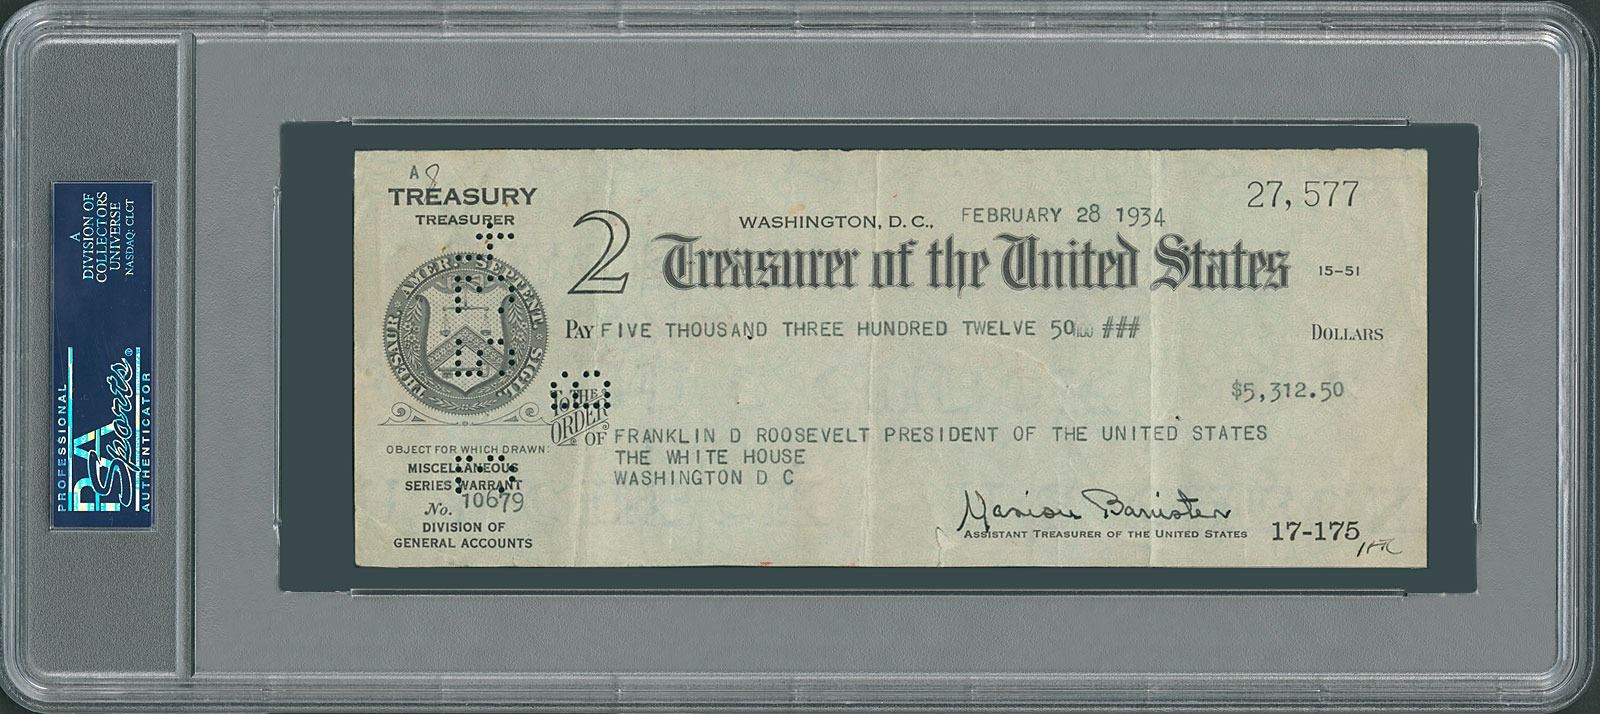 A 8
TREASURY
TREASURER
27,577
WASHINGTON, D. C., FEBRUARY 28 1934
2 Treasurer of the United States 15-51
THESAUR. AMER. SEPTENT. SIGIL.
PAY FIVE THOUSAND THREE HUNDRED TWELVE 50/100 ### DOLLARS
$5,312.50
TO THE ORDER OF FRANKLIN D ROOSEVELT PRESIDENT OF THE UNITED STATES
THE WHITE HOUSE
WASHINGTON D C
OBJECT FOR WHICH DRAWN:
MISCELLANEOUS
SERIES WARRANT
No. 10679
DIVISION OF
GENERAL ACCOUNTS
Marion Banister
ASSISTANT TREASURER OF THE UNITED STATES
17-175
A
DIVISION OF
COLLECTORS
UNIVERSE
NASDAQ: CLCT
PROFESSIONAL
PSA
Sports®
AUTHENTICATOR